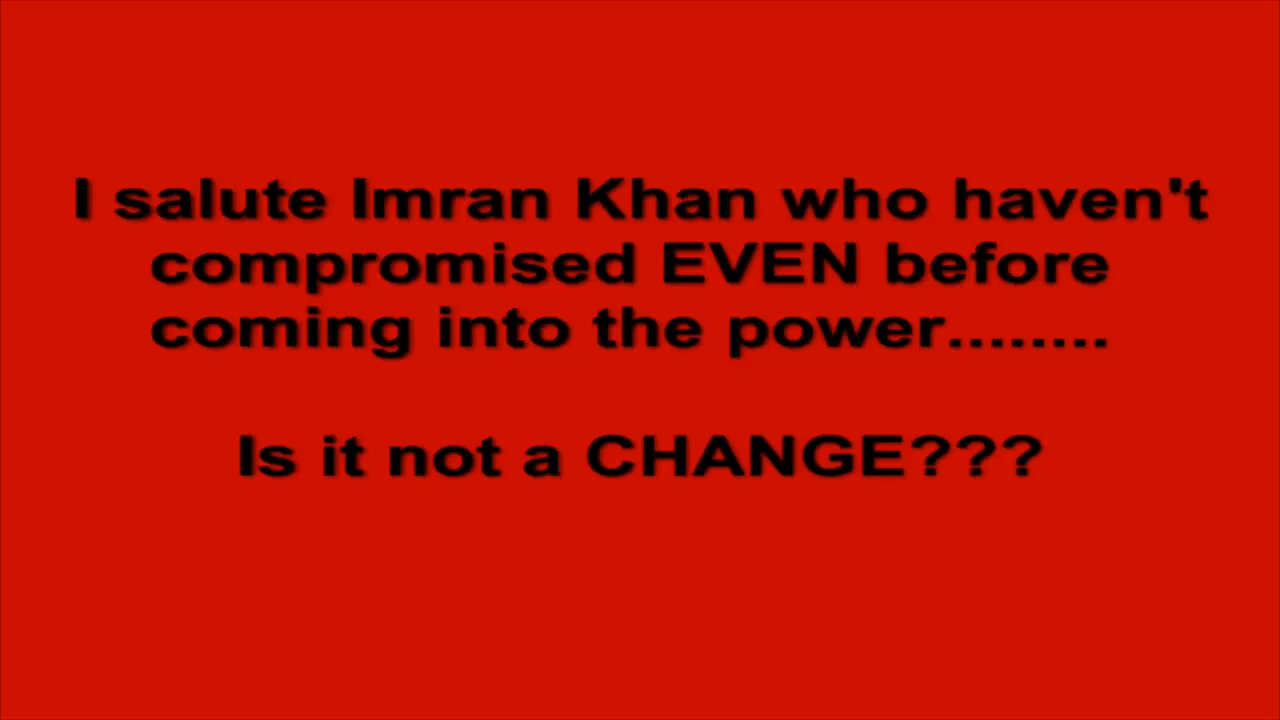 I salute Imran Khan who haven't
compromised EVEN before
coming into the power........
Is it not a CHANGE???